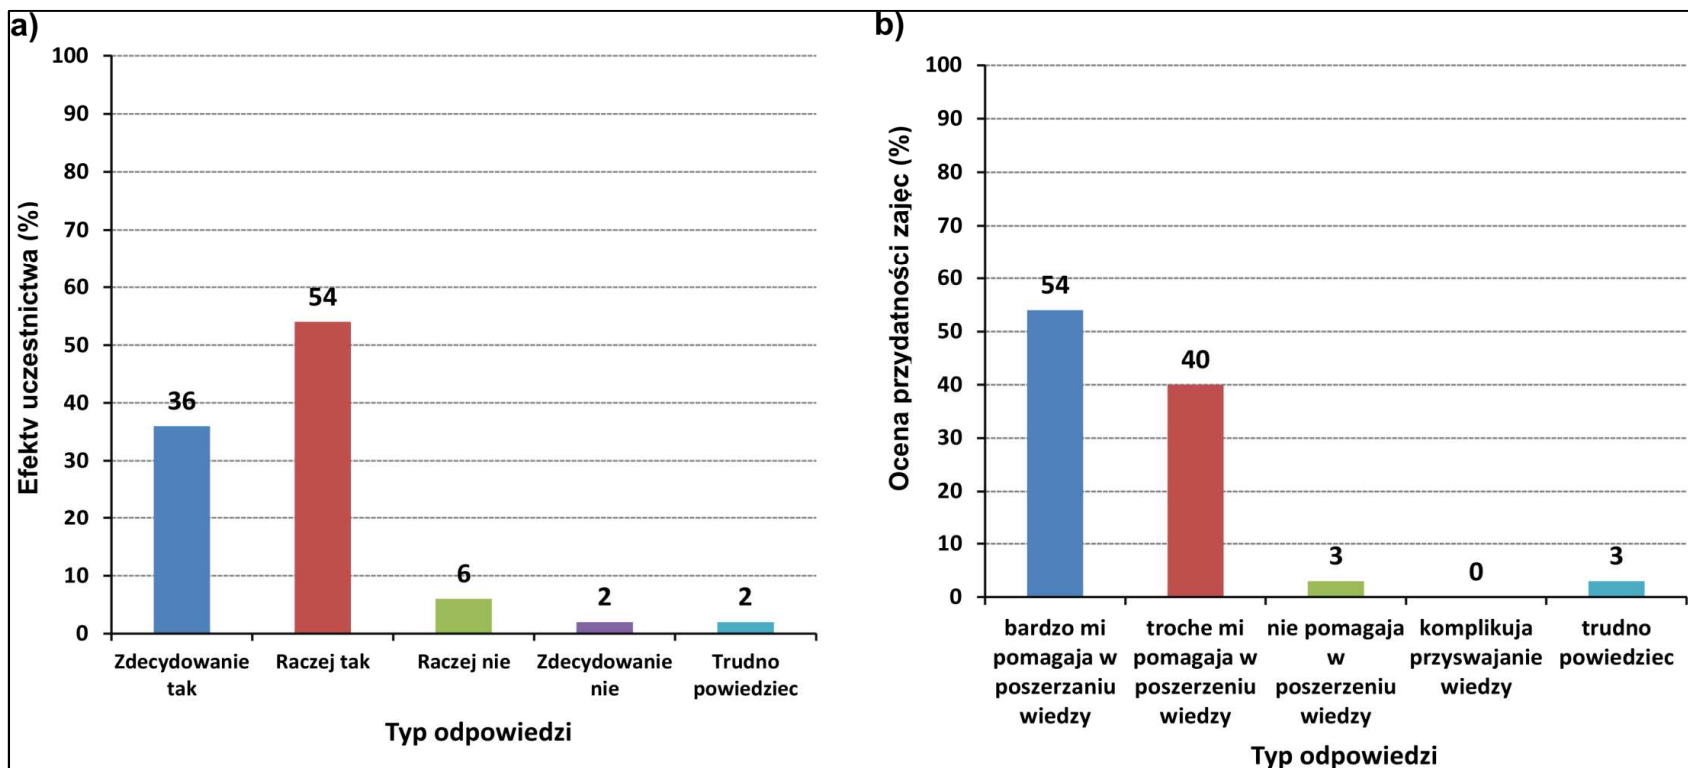 a)
Efekty uczestnictwa (%)
100
90
80
70
60
50
40
30
20
10
0
36
54
6
2
2
Zdecydowanie
tak
Raczej tak
Raczej nie
Zdecydowanie
nie
Trudno
powiedziec
Typ odpowiedzi
b)
Ocena przydatności zajęc (%)
100
90
80
70
60
50
40
30
20
10
0
54
40
3
0
3
bardzo mi
pomagaja w
poszerzaniu
wiedzy
troche mi
pomagaja w
poszerzeniu
wiedzy
nie pomagaja
w
poszerzeniu
wiedzy
komplikuja
przyswajanie
wiedzy
trudno
powiedziec
Typ odpowiedzi